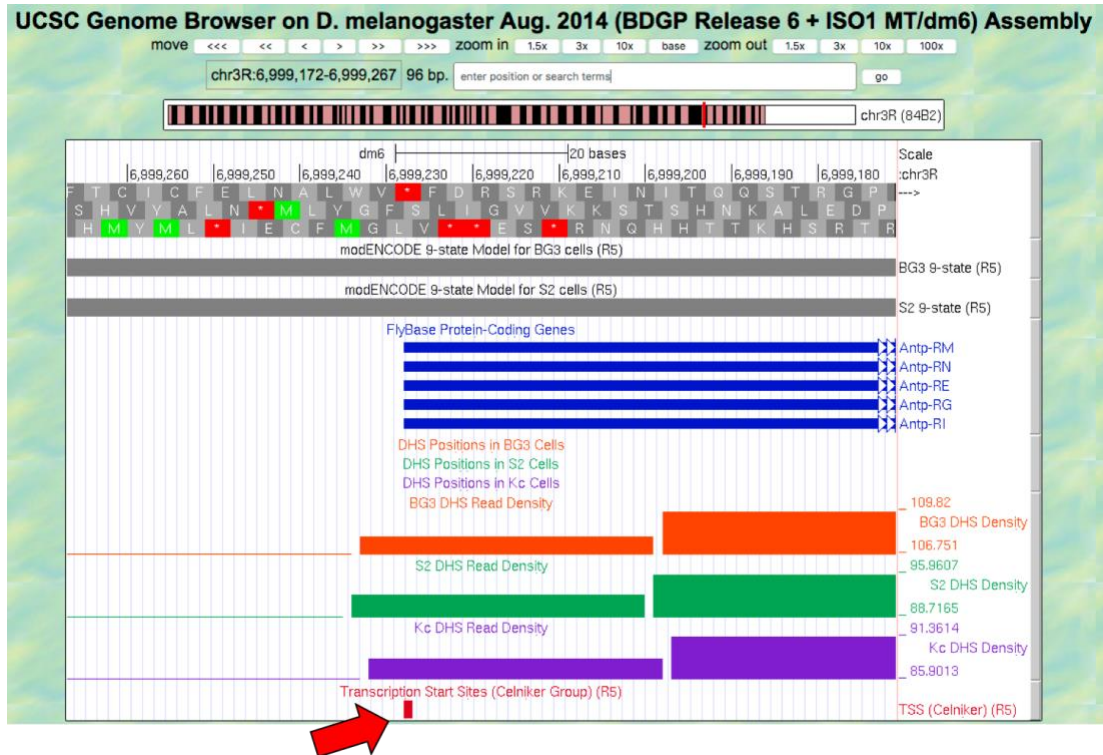 UCSC Genome Browser on D. melanogaster Aug. 2014 (BDGP Release 6 + ISO1 MT/dm6) Assembly
move <<< << < > >> >>> zoom in 1.5x 3x 10x base zoom out 1.5x 3x 10x 100x
chr3R:6,999,172-6,999,267 96 bp. enter position or search terms go
chr3R (84B2)
dm6 20 bases Scale
6,999,260 6,999,250 6,999,240 6,999,230 6,999,220 6,999,210 6,999,200 6,999,190 6,999,180 :chr3R
F T C I C F E L N A L W V * F D R S R K E I N I T Q S T R G P --->
S H V Y A L N * M L Y G F S L I G V V K K S T S H N K A L E D P
H M Y M L * I E C F M G L V * * E S * R N Q H H T T K H S R T R
modENCODE 9-state Model for BG3 cells (R5)
BG3 9-state (R5)
modENCODE 9-state Model for S2 cells (R5)
S2 9-state (R5)
FlyBase Protein-Coding Genes
Antp-RM
Antp-RN
Antp-RE
Antp-RG
Antp-RI
DHS Positions in BG3 Cells
DHS Positions in S2 Cells
DHS Positions in Kc Cells
BG3 DHS Read Density
_ 109.82
BG3 DHS Density
_ 106.751
S2 DHS Read Density
_ 95.9607
S2 DHS Density
_ 88.7165
Kc DHS Read Density
_ 91.3614
Kc DHS Density
_ 85.9013
Transcription Start Sites (Celniker Group) (R5)
TSS (Celniker) (R5)